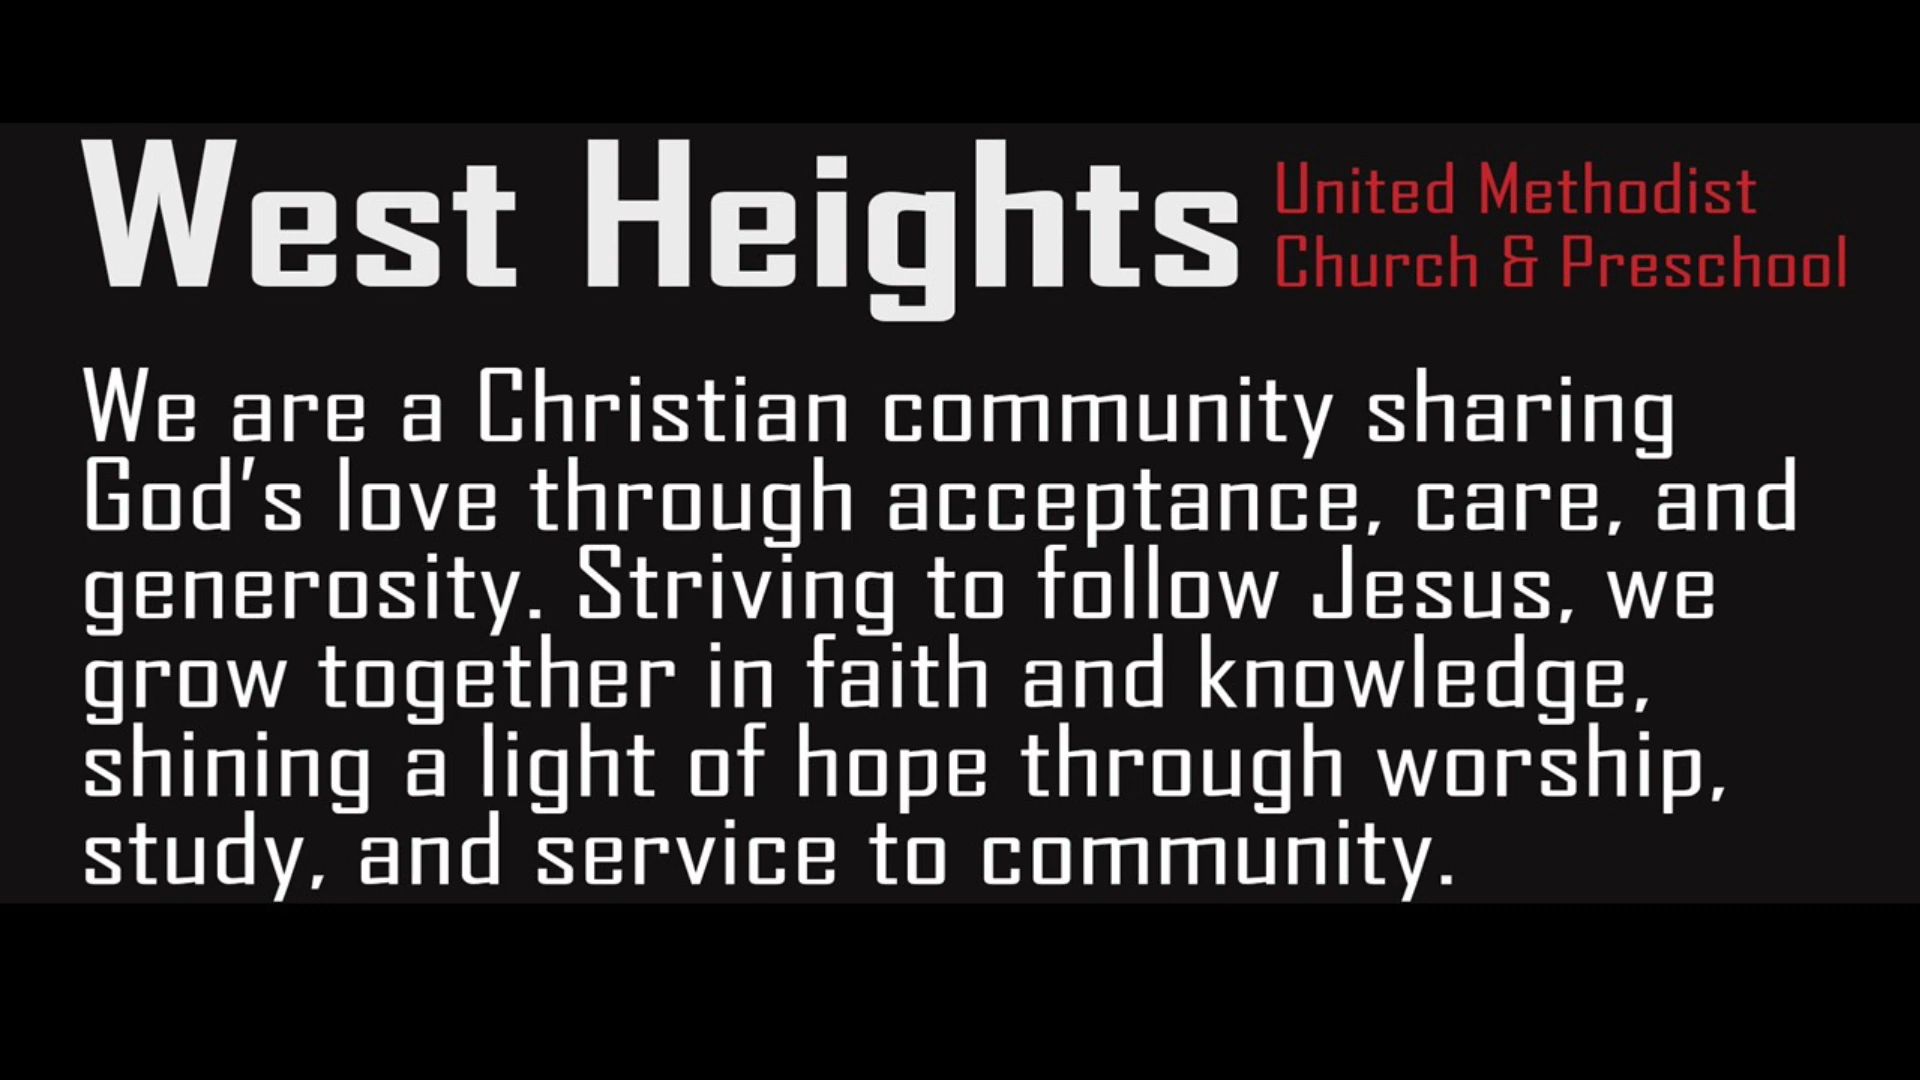 West Heights
United Methodist
Church & Preschool
We are a Christian community sharing
God's love through acceptance, care, and
generosity. Striving to follow Jesus, we
grow together in faith and knowledge,
shining a light of hope through worship,
study, and service to community.